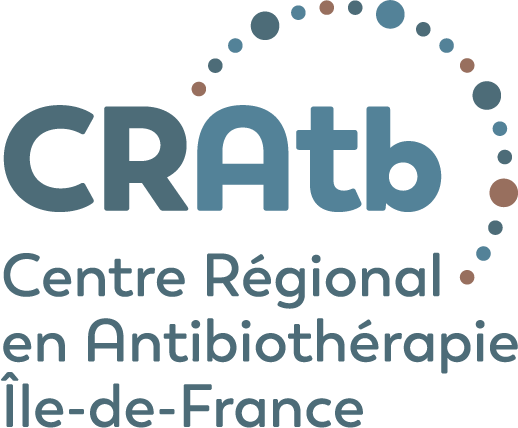 CRAtb
Centre Régional
en Antibiothérapie
Île-de-France